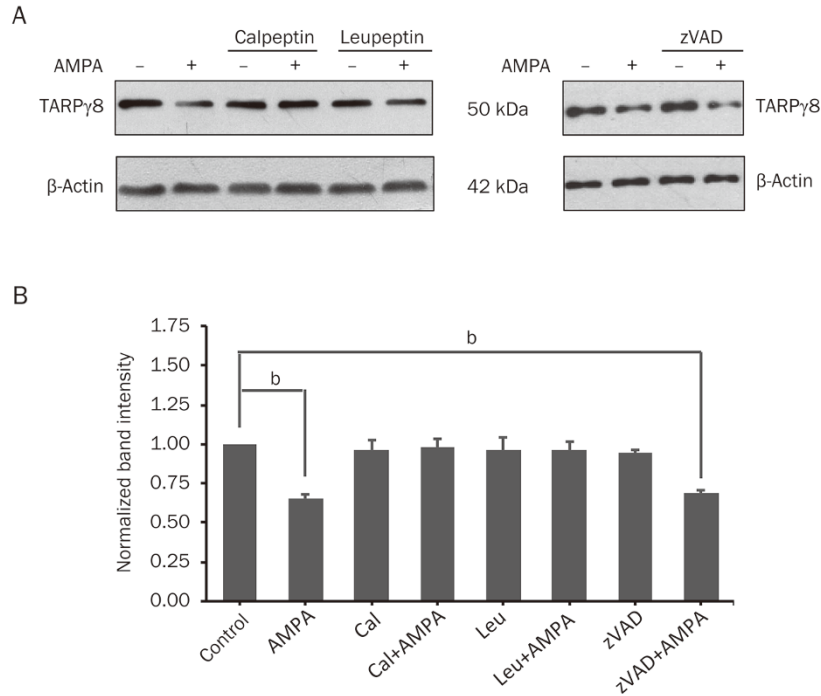 A
Calpeptin Leupeptin zVAD
AMPA – + – + – + AMPA – + – +
TARPγ8 50 kDa TARPγ8
β-Actin 42 kDa β-Actin
B
Normalized band intensity
1.75
1.50
1.25
1.00
0.75
0.50
0.25
0.00
b
b
Control AMPA Cal Cal+AMPA Leu Leu+AMPA zVAD zVAD+AMPA